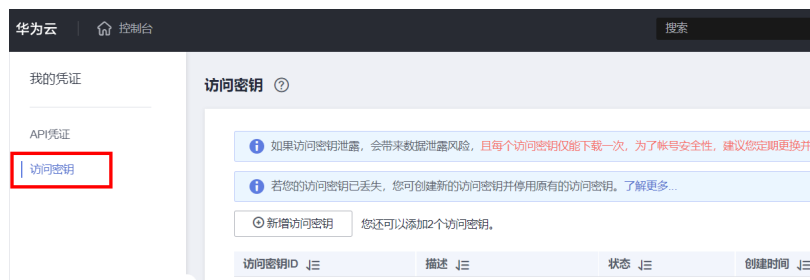 华为云 控制台 搜索
我的凭证
访问密钥
API凭证
访问密钥
如果访问密钥泄露，会带来数据泄露风险，且每个访问密钥仅能下载一次，为了帐号安全性，建议您定期更换并
若您的访问密钥已丢失，您可创建新的访问密钥并停用原有的访问密钥。了解更多...
新增访问密钥 您还可以添加2个访问密钥。
访问密钥ID 描述 状态 创建时间